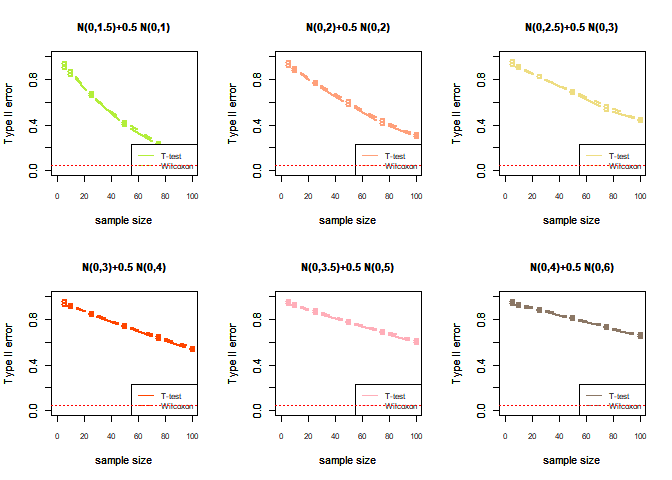 N(0,1.5)+0.5 N(0,1)
Type II error
0.0 0.4 0.8
T-test
Wilcoxon
0 20 40 60 80 100
sample size
N(0,2)+0.5 N(0,2)
Type II error
0.0 0.4 0.8
T-test
Wilcoxon
0 20 40 60 80 100
sample size
N(0,2.5)+0.5 N(0,3)
Type II error
0.0 0.4 0.8
T-test
Wilcoxon
0 20 40 60 80 100
sample size
N(0,3)+0.5 N(0,4)
Type II error
0.0 0.4 0.8
T-test
Wilcoxon
0 20 40 60 80 100
sample size
N(0,3.5)+0.5 N(0,5)
Type II error
0.0 0.4 0.8
T-test
Wilcoxon
0 20 40 60 80 100
sample size
N(0,4)+0.5 N(0,6)
Type II error
0.0 0.4 0.8
T-test
Wilcoxon
0 20 40 60 80 100
sample size